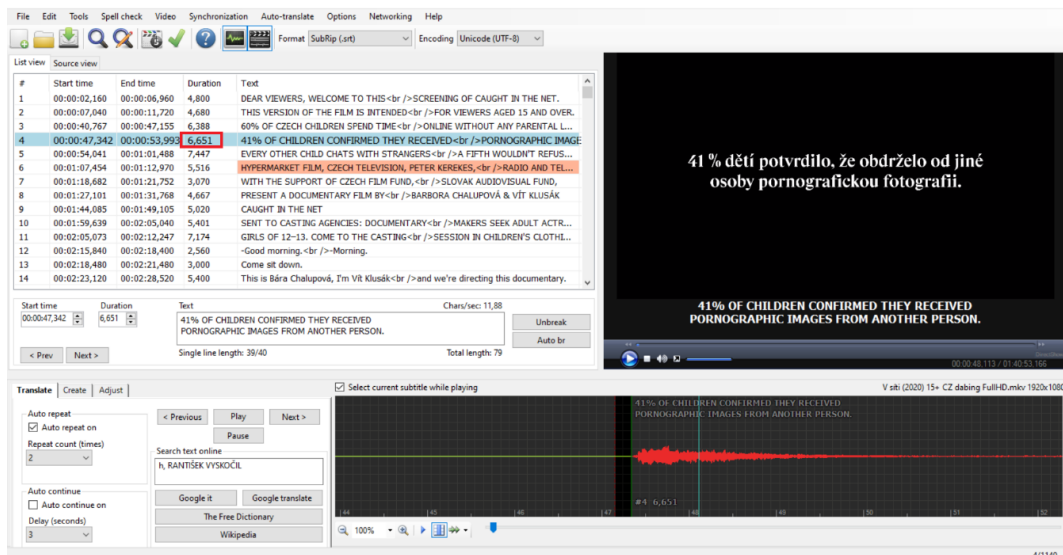 File Edit Tools Spell check Video Synchronization Auto-translate Options Networking Help
Format SubRip (.srt) Encoding Unicode (UTF-8)
List view Source view
# Start time End time Duration Text
1 00:00:02,160 00:00:06,960 4,800 DEAR VIEWERS, WELCOME TO THIS<br />SCREENING OF CAUGHT IN THE NET.
2 00:00:07,040 00:00:11,720 4,680 THIS VERSION OF THE FILM IS INTENDED<br />FOR VIEWERS AGED 15 AND OVER.
3 00:00:40,767 00:00:47,155 6,388 60% OF CZECH CHILDREN SPEND TIME<br />ONLINE WITHOUT ANY PARENTAL L...
4 00:00:47,342 00:00:53,993 6,651 41% OF CHILDREN CONFIRMED THEY RECEIVED<br />PORNOGRAPHIC IMAGE
5 00:00:54,041 00:01:01,488 7,447 EVERY OTHER CHILD CHATS WITH STRANGERS<br />A FIFTH WOULDN'T REFUS...
6 00:01:07,454 00:01:12,970 5,516 HYPERMARKET FILM, CZECH TELEVISION, PETER KEREKES,<br />RADIO AND TEL...
7 00:01:18,682 00:01:21,752 3,070 WITH THE SUPPORT OF CZECH FILM FUND,<br />SLOVAK AUDIOVISUAL FUND,
8 00:01:27,101 00:01:31,768 4,667 PRESENT A DOCUMENTARY FILM BY<br />BARBORA CHALUPOVÁ & VÍT KLUSÁK
9 00:01:44,085 00:01:49,105 5,020 CAUGHT IN THE NET
10 00:01:59,639 00:02:05,040 5,401 SENT TO CASTING AGENCIES: DOCUMENTARY<br />MAKERS SEEK ADULT ACTR...
11 00:02:05,073 00:02:12,247 7,174 GIRLS OF 12–13. COME TO THE CASTING<br />SESSION IN CHILDREN'S CLOTHI...
12 00:02:15,840 00:02:18,400 2,560 -Good morning.<br />-Morning.
13 00:02:18,480 00:02:21,480 3,000 Come sit down.
14 00:02:23,120 00:02:28,520 5,400 This is Bára Chalupová, I'm Vít Klusák<br />and we're directing this documentary.
41 % dětí potvrdilo, že obdrželo od jiné
osoby pornografickou fotografii.
41% OF CHILDREN CONFIRMED THEY RECEIVED
PORNOGRAPHIC IMAGES FROM ANOTHER PERSON.
00:00:48,113 / 01:40:53,166
Start time Duration Text Chars/sec: 11,88
00:00:47,342 6,651
41% OF CHILDREN CONFIRMED THEY RECEIVED
PORNOGRAPHIC IMAGES FROM ANOTHER PERSON.
Unbreak
Auto br
< Prev Next > Single line length: 39/40 Total length: 79
Translate Create Adjust
Auto repeat
Auto repeat on
Repeat count (times)
2
Auto continue
Auto continue on
Delay (seconds)
3
< Previous Play Next >
Pause
Search text online
h, RANTIŠEK VYSKOČIL
Google it Google translate
The Free Dictionary
Wikipedia
Select current subtitle while playing V síti (2020) 15+ CZ dabing FullHD.mkv 1920x1080
41% OF CHILDREN CONFIRMED THEY RECEIVED
PORNOGRAPHIC IMAGES FROM ANOTHER PERSON.
#4 6,651
44 45 46 47 48 49 50 51 52
100%
4/1140